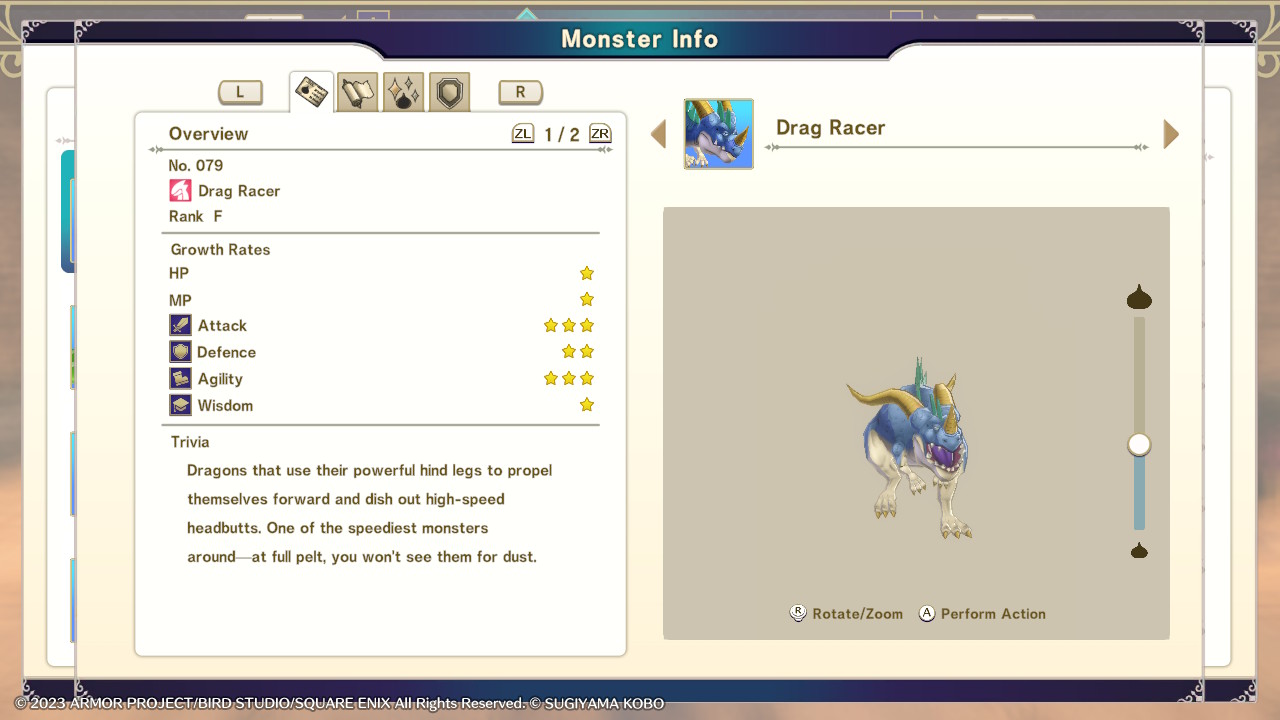 Monster Info
L
R
Overview
ZL 1 / 2 ZR
No. 079
Drag Racer
Rank F
Growth Rates
HP
MP
Attack
Defence
Agility
Wisdom
Trivia
Dragons that use their powerful hind legs to propel
themselves forward and dish out high-speed
headbutts. One of the speediest monsters
around—at full pelt, you won't see them for dust.
Drag Racer
R Rotate/Zoom A Perform Action
© 2023 ARMOR PROJECT/BIRD STUDIO/SQUARE ENIX All Rights Reserved. © SUGIYAMA KOBO